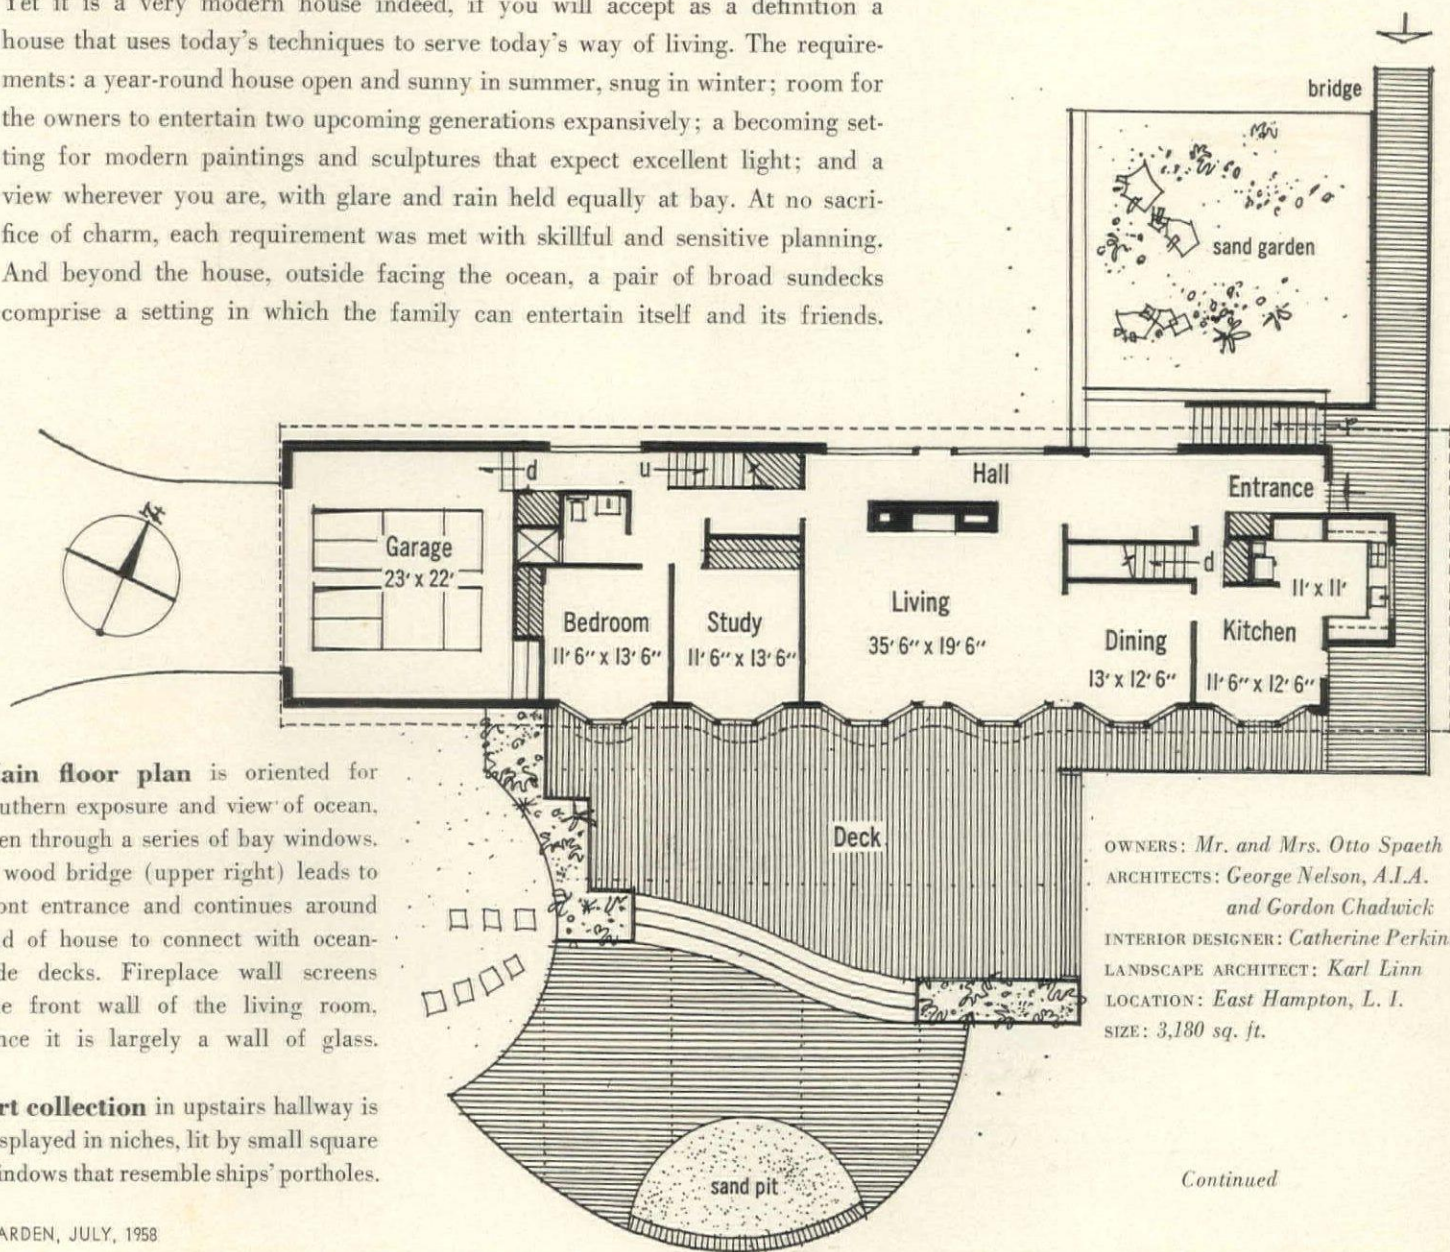 Yet it is a very modern house indeed, if you will accept as a definition a
house that uses today's techniques to serve today's way of living. The require-
ments: a year-round house open and sunny in summer, snug in winter; room for
the owners to entertain two upcoming generations expansively; a becoming set-
ting for modern paintings and sculptures that expect excellent light; and a
view wherever you are, with glare and rain held equally at bay. At no sacri-
fice of charm, each requirement was met with skillful and sensitive planning.
And beyond the house, outside facing the ocean, a pair of broad sundecks
comprise a setting in which the family can entertain itself and its friends.
bridge
sand garden
N
d
u
Hall
Entrance
Garage
23' x 22'
Bedroom
11' 6" x 13' 6"
Study
11' 6" x 13' 6"
Living
35' 6" x 19' 6"
d
Dining
13' x 12' 6"
11' x 11'
Kitchen
11' 6" x 12' 6"
Deck
sand pit
ain floor plan is oriented for
uthern exposure and view of ocean,
en through a series of bay windows.
wood bridge (upper right) leads to
ont entrance and continues around
d of house to connect with ocean-
de decks. Fireplace wall screens
e front wall of the living room,
nce it is largely a wall of glass.
rt collection in upstairs hallway is
splayed in niches, lit by small square
indows that resemble ships' portholes.
OWNERS: Mr. and Mrs. Otto Spaeth
ARCHITECTS: George Nelson, A.I.A.
and Gordon Chadwick
INTERIOR DESIGNER: Catherine Perkin
LANDSCAPE ARCHITECT: Karl Linn
LOCATION: East Hampton, L. I.
SIZE: 3,180 sq. ft.
Continued
ARDEN, JULY, 1958